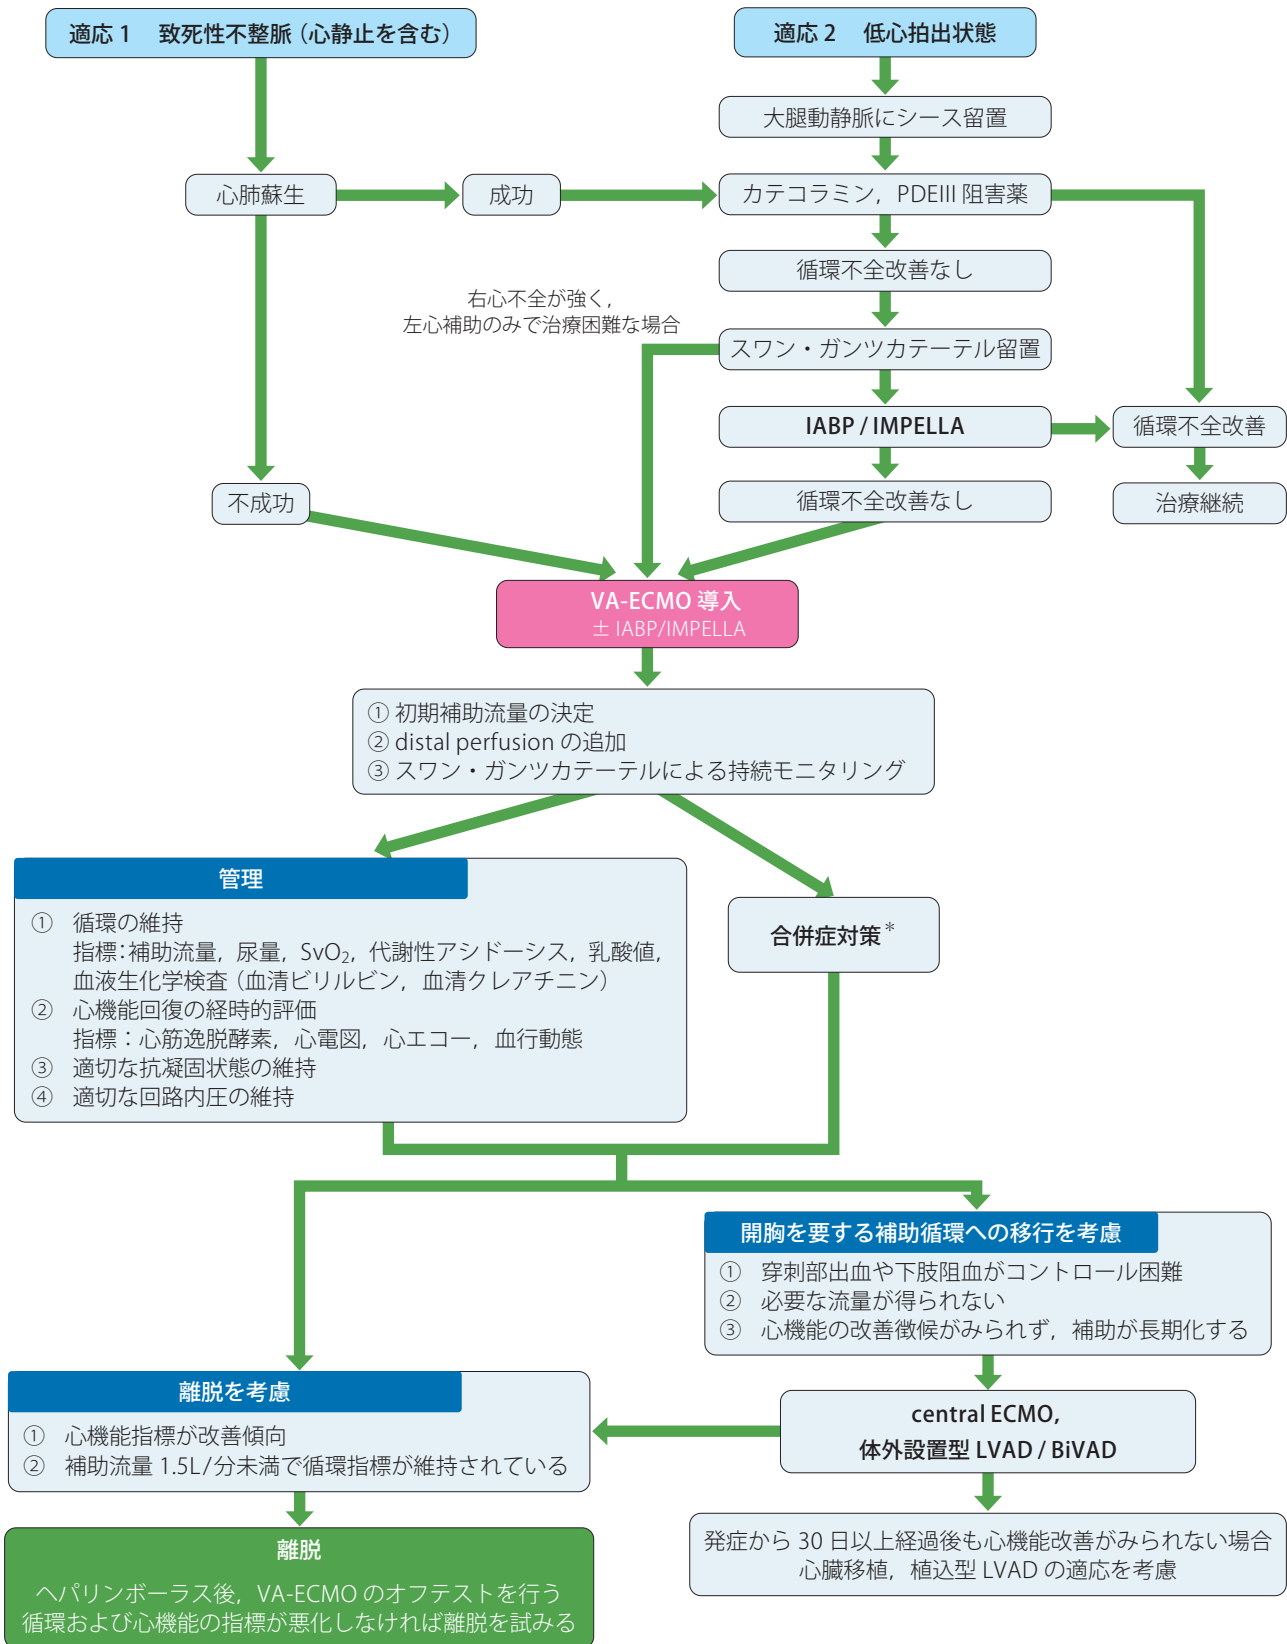 適応 1　致死性不整脈（心静止を含む）
適応 2　低心拍出状態
大腿動静脈にシース留置
心肺蘇生
成功
カテコラミン，PDEIII 阻害薬
循環不全改善なし
右心不全が強く，
左心補助のみで治療困難な場合
スワン・ガンツカテーテル留置
IABP / IMPELLA
循環不全改善
不成功
循環不全改善なし
治療継続
VA-ECMO 導入
± IABP/IMPELLA
① 初期補助流量の決定
② distal perfusion の追加
③ スワン・ガンツカテーテルによる持続モニタリング
管理
①　循環の維持
指標：補助流量，尿量，SvO₂，代謝性アシドーシス，乳酸値，
血液生化学検査（血清ビリルビン，血清クレアチニン）
②　心機能回復の経時的評価
指標：心筋逸脱酵素，心電図，心エコー，血行動態
③　適切な抗凝固状態の維持
④　適切な回路内圧の維持
合併症対策＊
開胸を要する補助循環への移行を考慮
①　穿刺部出血や下肢阻血がコントロール困難
②　必要な流量が得られない
③　心機能の改善徴候がみられず，補助が長期化する
離脱を考慮
①　心機能指標が改善傾向
②　補助流量 1.5L/分未満で循環指標が維持されている
central ECMO,
体外設置型 LVAD / BiVAD
離脱
ヘパリンボーラス後，VA-ECMO のオフテストを行う
循環および心機能の指標が悪化しなければ離脱を試みる
発症から 30 日以上経過後も心機能改善がみられない場合
心臓移植，植込型 LVAD の適応を考慮